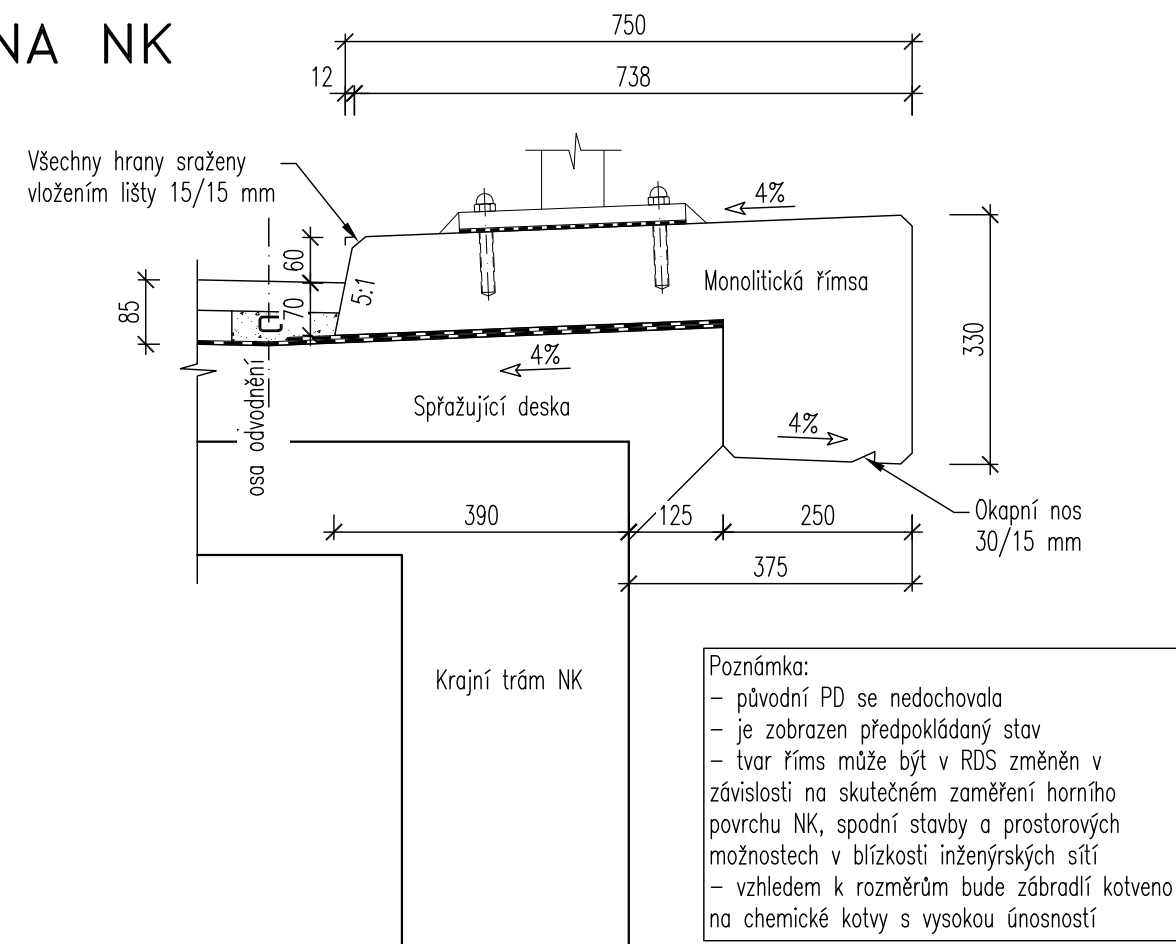 NA NK
750
12
738
Všechny hrany sraženy
vložením lišty 15/15 mm
4%
60
5:1
Monolitická římsa
85
70
330
4%
osa odvodnění
Spřažující deska
4%
390
125
250
Okapní nos
30/15 mm
375
Krajní trám NK
Poznámka:
– původní PD se nedochovala
– je zobrazen předpokládaný stav
– tvar říms může být v RDS změněn v
závislosti na skutečném zaměření horního
povrchu NK, spodní stavby a prostorových
možnostech v blízkosti inženýrských sítí
– vzhledem k rozměrům bude zábradlí kotveno
na chemické kotvy s vysokou únosností